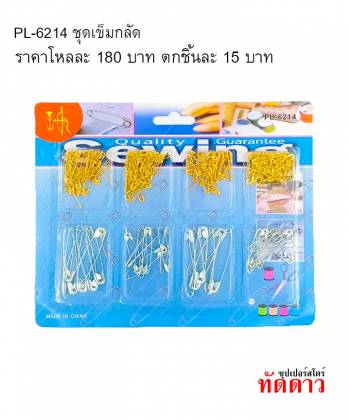 PL-6214 ชุดเข็มกลัด
ราคาโหลละ 180 บาท ตกชิ้นละ 15 บาท
PL-6214
Quality Guarantee
Sewing
MADE IN CHINA
ซุปเปอร์สโตร์
ทัดดาว